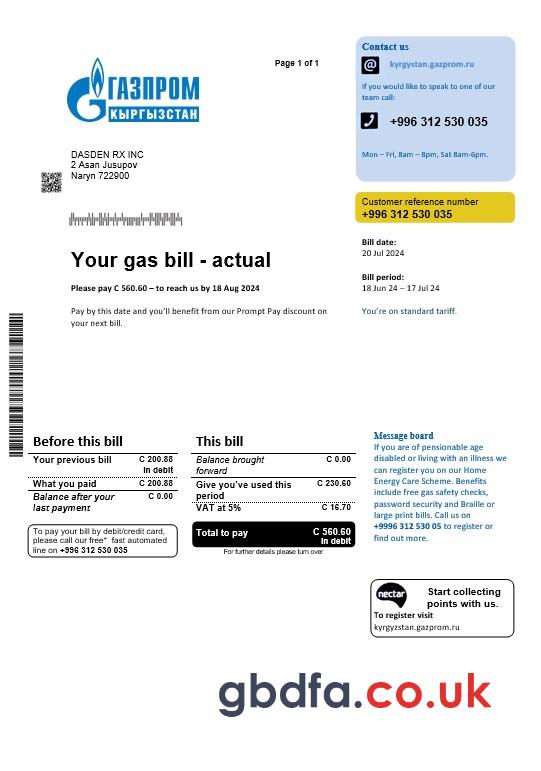 Page 1 of 1
ГАЗПРОМ
КЫРГЫЗСТАН
DASDEN RX INC
2 Asan Jusupov
Naryn 722900
Contact us
@ kyrgystan.gazprom.ru
If you would like to speak to one of our
team call:
+996 312 530 035
Mon – Fri, 8am – 8pm, Sat 8am-6pm.
Customer reference number
+996 312 530 035
Bill date:
20 Jul 2024
Bill period:
18 Jun 24 – 17 Jul 24
You're on standard tariff.
Your gas bill - actual
Please pay C 560.60 – to reach us by 18 Aug 2024
Pay by this date and you'll benefit from our Prompt Pay discount on
your next bill.
Before this bill
Your previous bill C 200.88
In debit
What you paid C 200.88
Balance after your C 0.00
last payment
To pay your bill by debit/credit card,
please call our free* fast automated
line on +996 312 530 035
This bill
Balance brought C 0.00
forward
Give you've used this C 230.60
period
VAT at 5% C 16.70
Total to pay C 560.60
In debit
For further details please turn over
Message board
If you are of pensionable age
disabled or living with an illness we
can register you on our Home
Energy Care Scheme. Benefits
include free gas safety checks,
password security and Braille or
large print bills. Call us on
+9996 312 530 05 to register or
find out more.
nectar
Start collecting
points with us.
To register visit
kyrgyzstan.gazprom.ru
gbdfa.co.uk